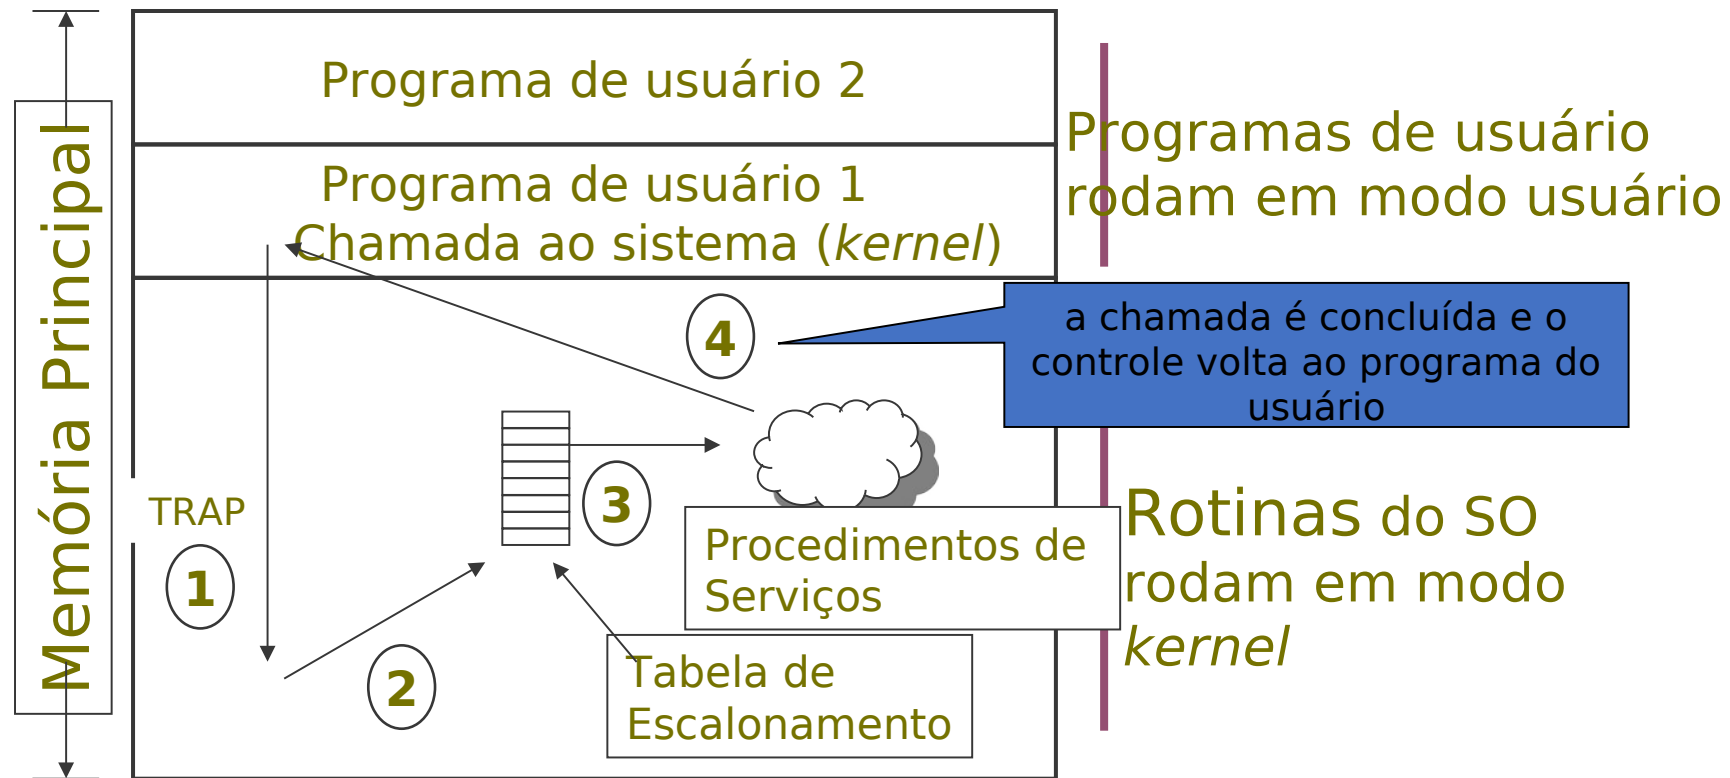 Memória Principal
Programa de usuário 2
Programa de usuário 1
Chamada ao sistema (kernel)
Programas de usuário
rodam em modo usuário
4
a chamada é concluída e o
controle volta ao programa do
usuário
TRAP
1
2
3
Procedimentos de
Serviços
Tabela de
Escalonamento
Rotinas do SO
rodam em modo
kernel